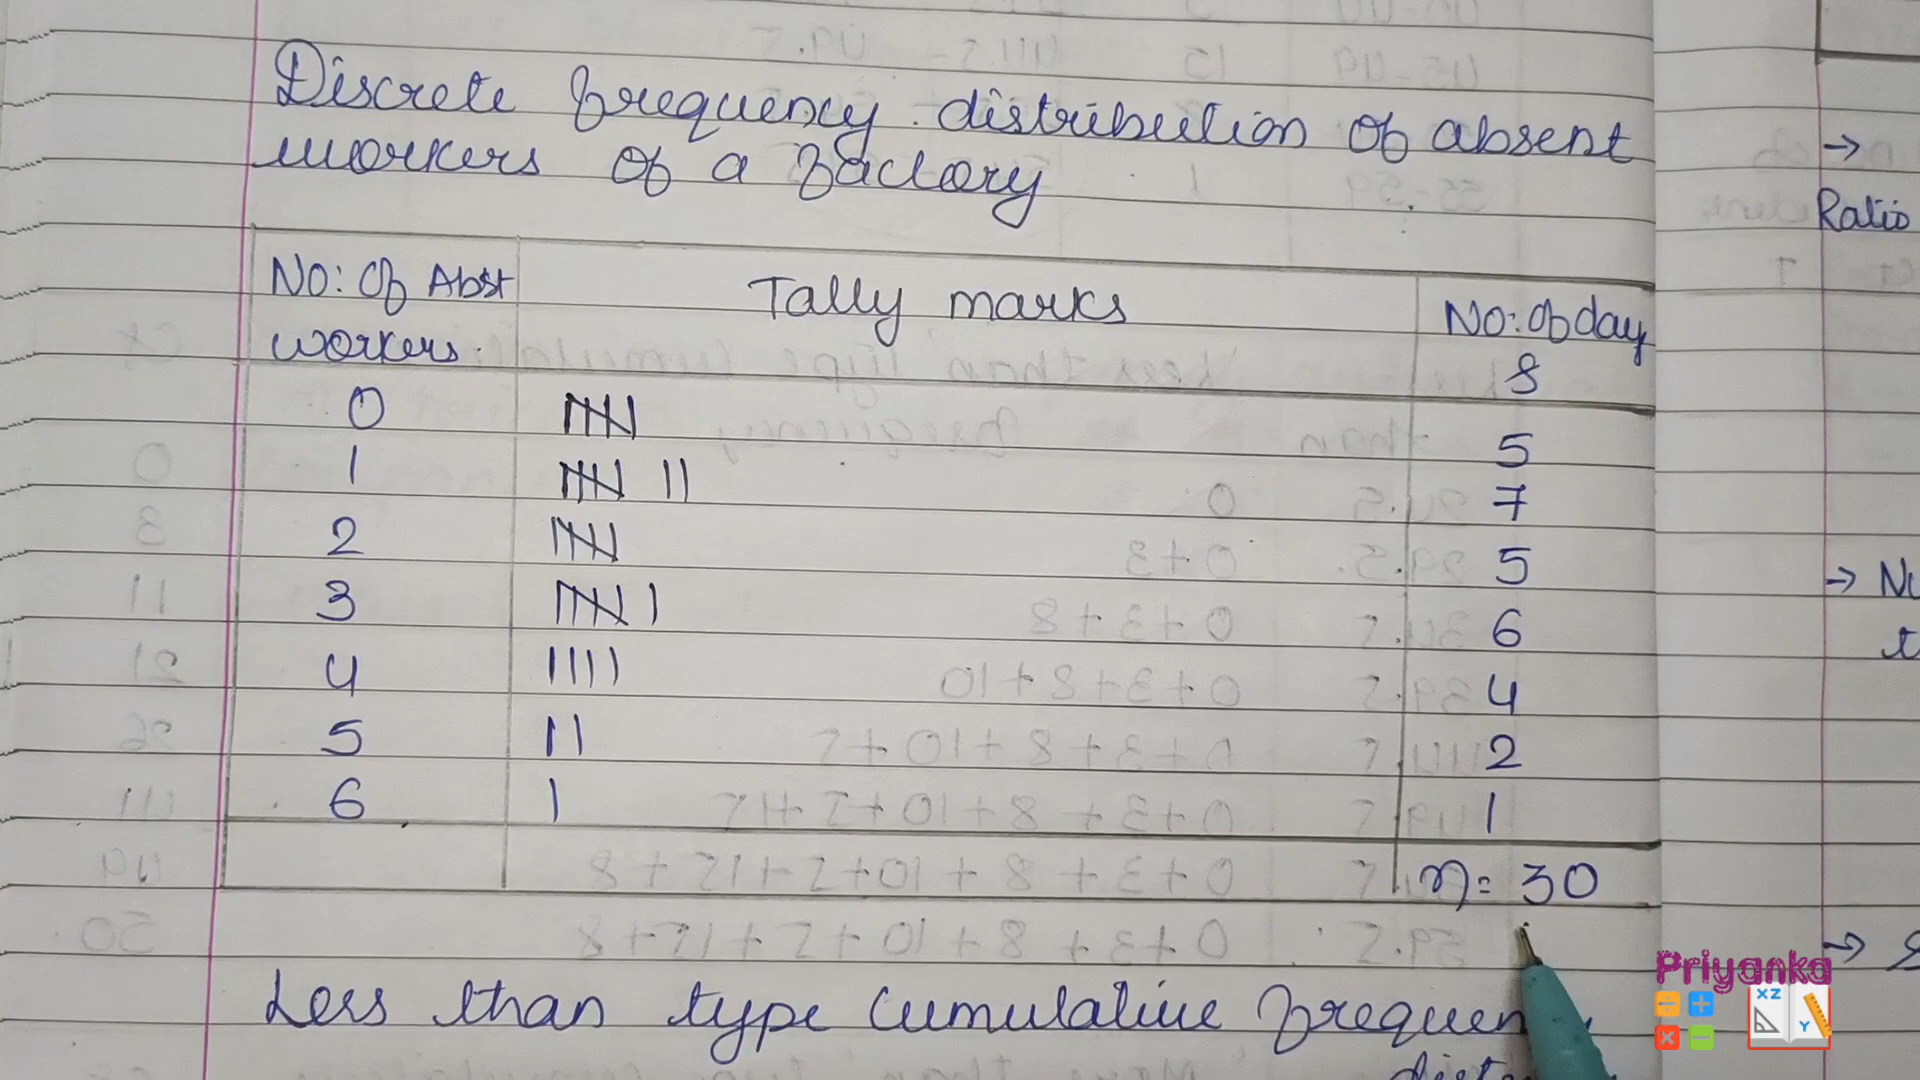 Discrete frequency distribution of absent
workers of a factory
No: of Abst workers | Tally marks | No: of days
0 | 5
1 | 7
2 | 5
3 | 6
4 | 4
5 | 2
6 | 1
n = 30
Less than type cumulative frequen
Ratio
Priyanka
XZ
Y